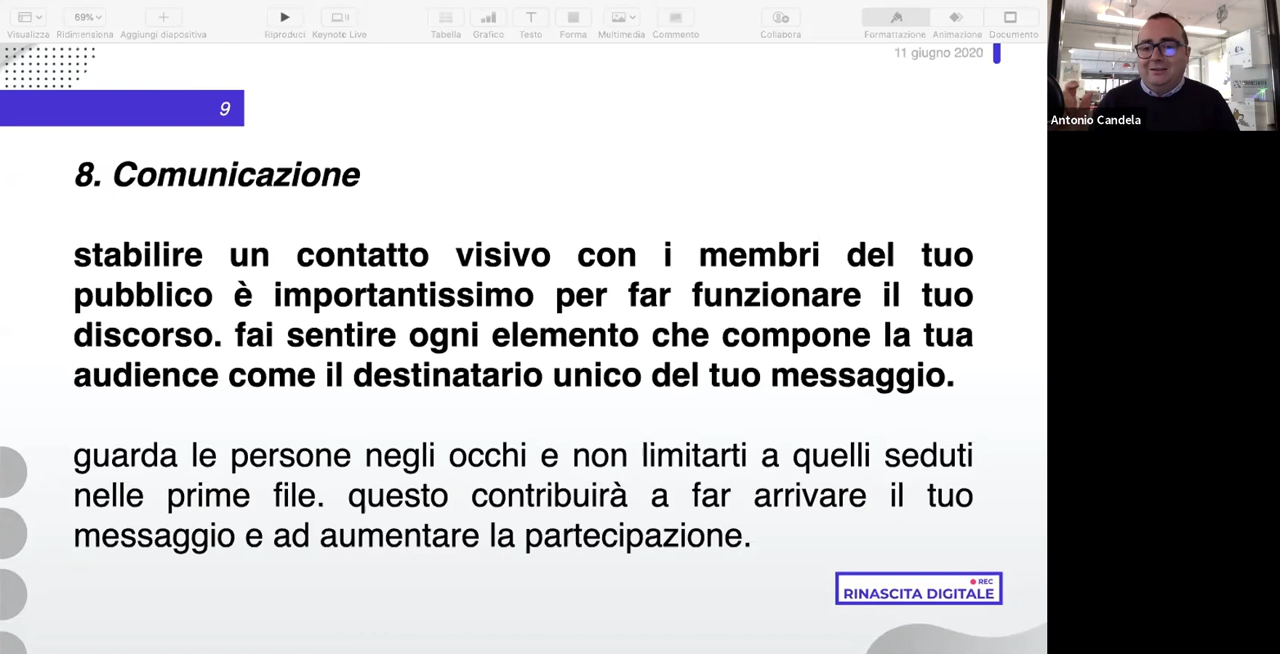 69%
Visualizza Ridimensiona Aggiungi diapositiva Riproduci Keynote Live Tabella Grafico Testo Forma Multimedia Commento Collabora Formattazione Animazione Documento
11 giugno 2020
9
Antonio Candela
8. Comunicazione
stabilire un contatto visivo con i membri del tuo
pubblico è importantissimo per far funzionare il tuo
discorso. fai sentire ogni elemento che compone la tua
audience come il destinatario unico del tuo messaggio.
guarda le persone negli occhi e non limitarti a quelli seduti
nelle prime file. questo contribuirà a far arrivare il tuo
messaggio e ad aumentare la partecipazione.
REC
RINASCITA DIGITALE